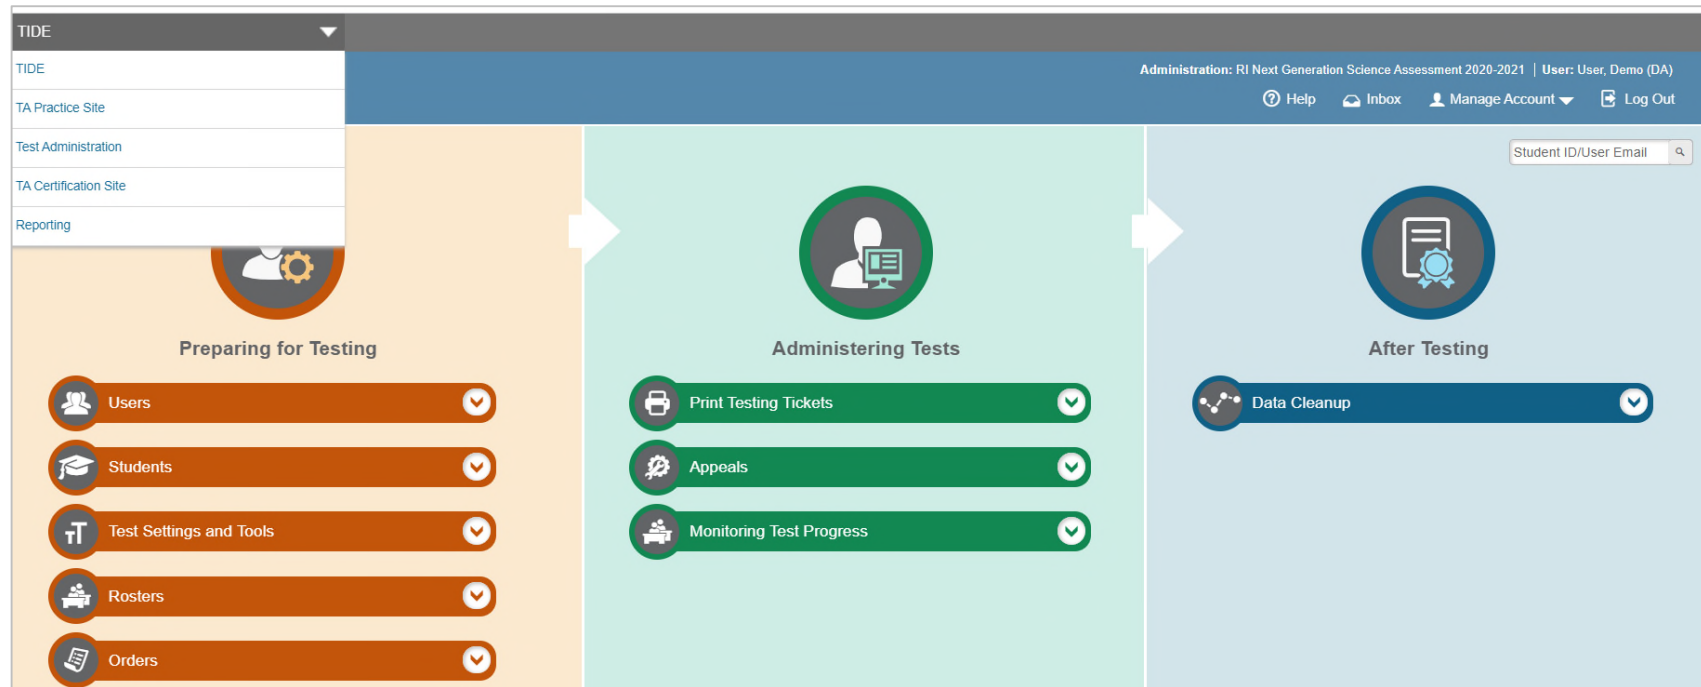 TIDE
TIDE
TA Practice Site
Test Administration
TA Certification Site
Reporting
Administration: RI Next Generation Science Assessment 2020-2021 | User: User, Demo (DA)
Help Inbox Manage Account Log Out
Student ID/User Email
Preparing for Testing
Users
Students
Test Settings and Tools
Rosters
Orders
Administering Tests
Print Testing Tickets
Appeals
Monitoring Test Progress
After Testing
Data Cleanup